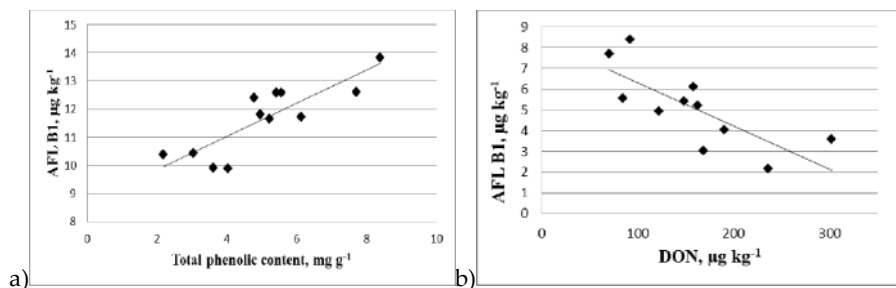 15
14
13
12
11
10
9
8
AFL B1, µg kg⁻¹
0 2 4 6 8 10
Total phenolic content, mg g⁻¹
a)
9
8
7
6
5
4
3
2
1
0
AFL B1, µg kg⁻¹
0 100 200 300
DON, µg kg⁻¹
b)